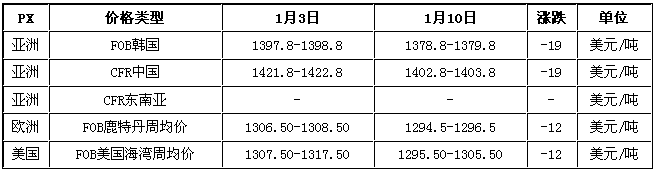 PX 价格类型 1月3日 1月10日 涨跌 单位
亚洲 FOB韩国 1397.8-1398.8 1378.8-1379.8 -19 美元/吨
亚洲 CFR中国 1421.8-1422.8 1402.8-1403.8 -19 美元/吨
亚洲 CFR东南亚 - - - 美元/吨
欧洲 FOB鹿特丹周均价 1306.50-1308.50 1294.5-1296.5 -12 美元/吨
美国 FOB美国海湾周均价 1307.50-1317.50 1295.50-1305.50 -12 美元/吨